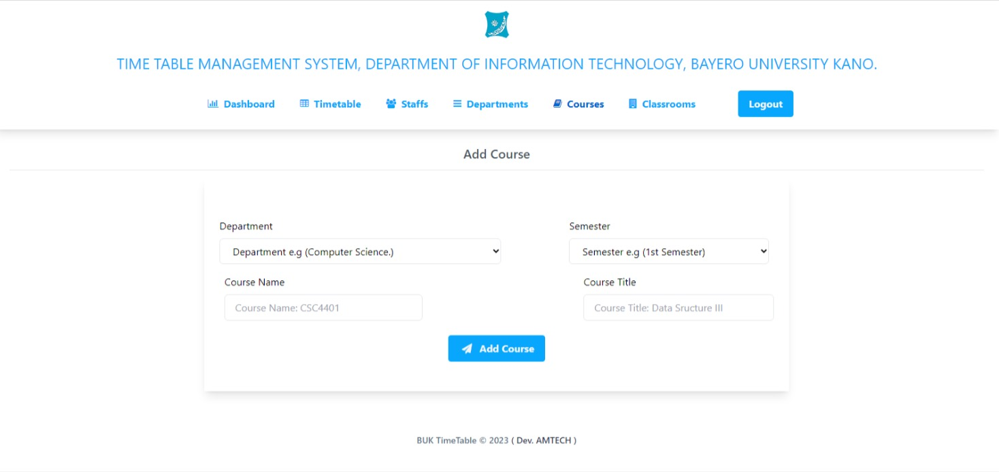 TIME TABLE MANAGEMENT SYSTEM, DEPARTMENT OF INFORMATION TECHNOLOGY, BAYERO UNIVERSITY KANO.
Dashboard Timetable Staffs Departments Courses Classrooms Logout
Add Course
Department Semester
Department e.g (Computer Science.) Semester e.g (1st Semester)
Course Name Course Title
Course Name: CSC4401 Course Title: Data Sructure III
Add Course
BUK TimeTable © 2023 ( Dev. AMTECH )